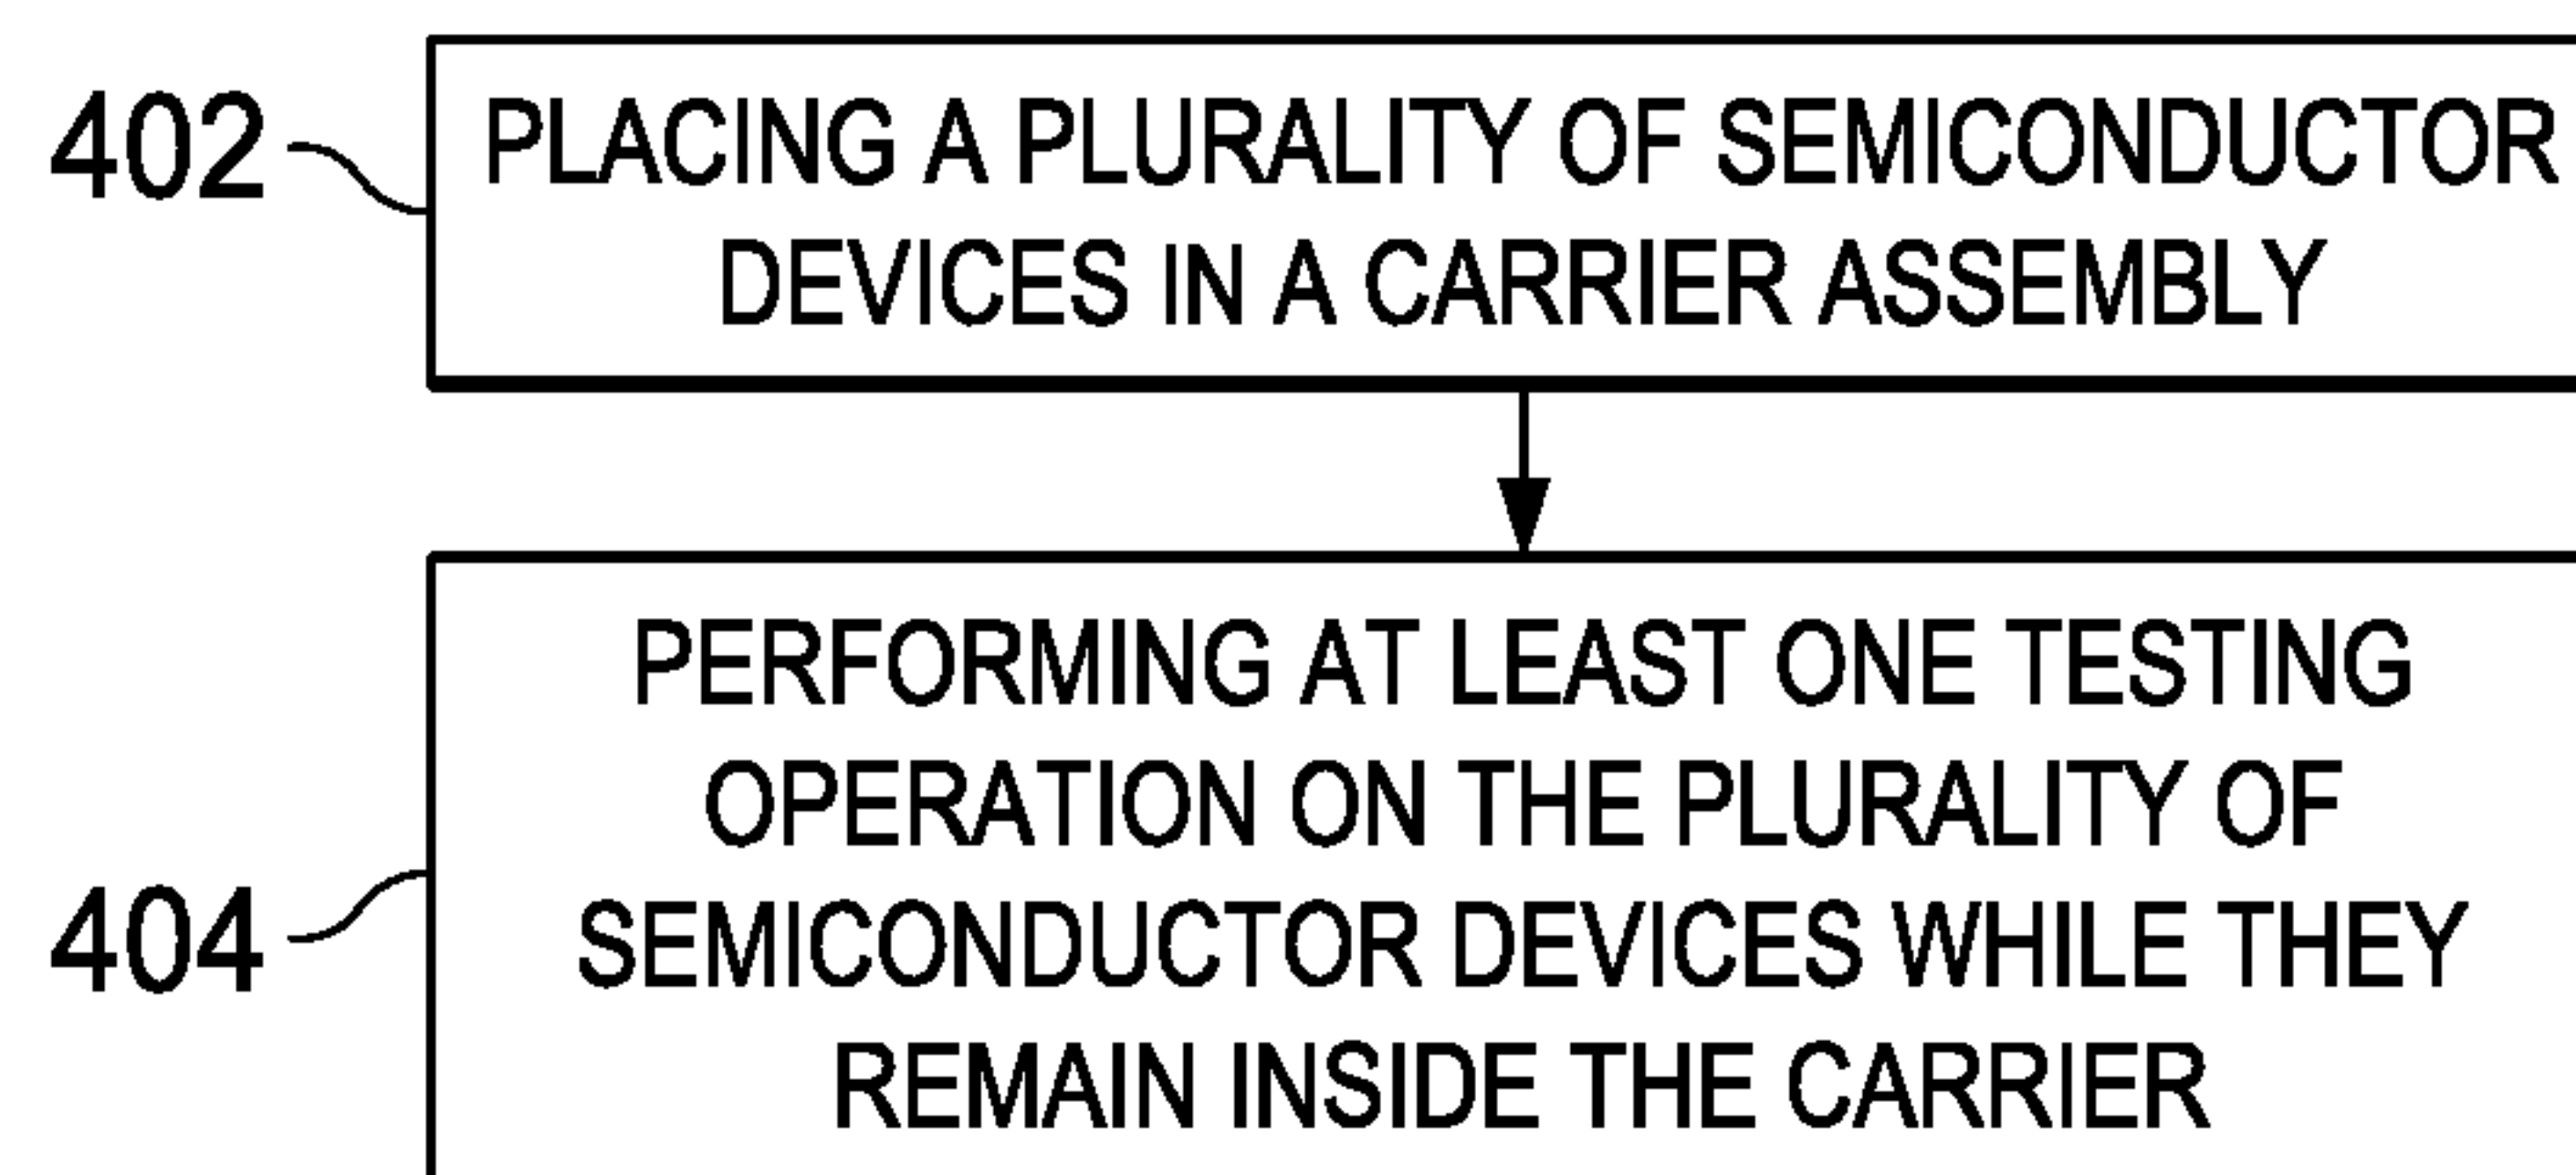 402
PLACING A PLURALITY OF SEMICONDUCTOR
DEVICES IN A CARRIER ASSEMBLY
404
PERFORMING AT LEAST ONE TESTING
OPERATION ON THE PLURALITY OF
SEMICONDUCTOR DEVICES WHILE THEY
REMAIN INSIDE THE CARRIER